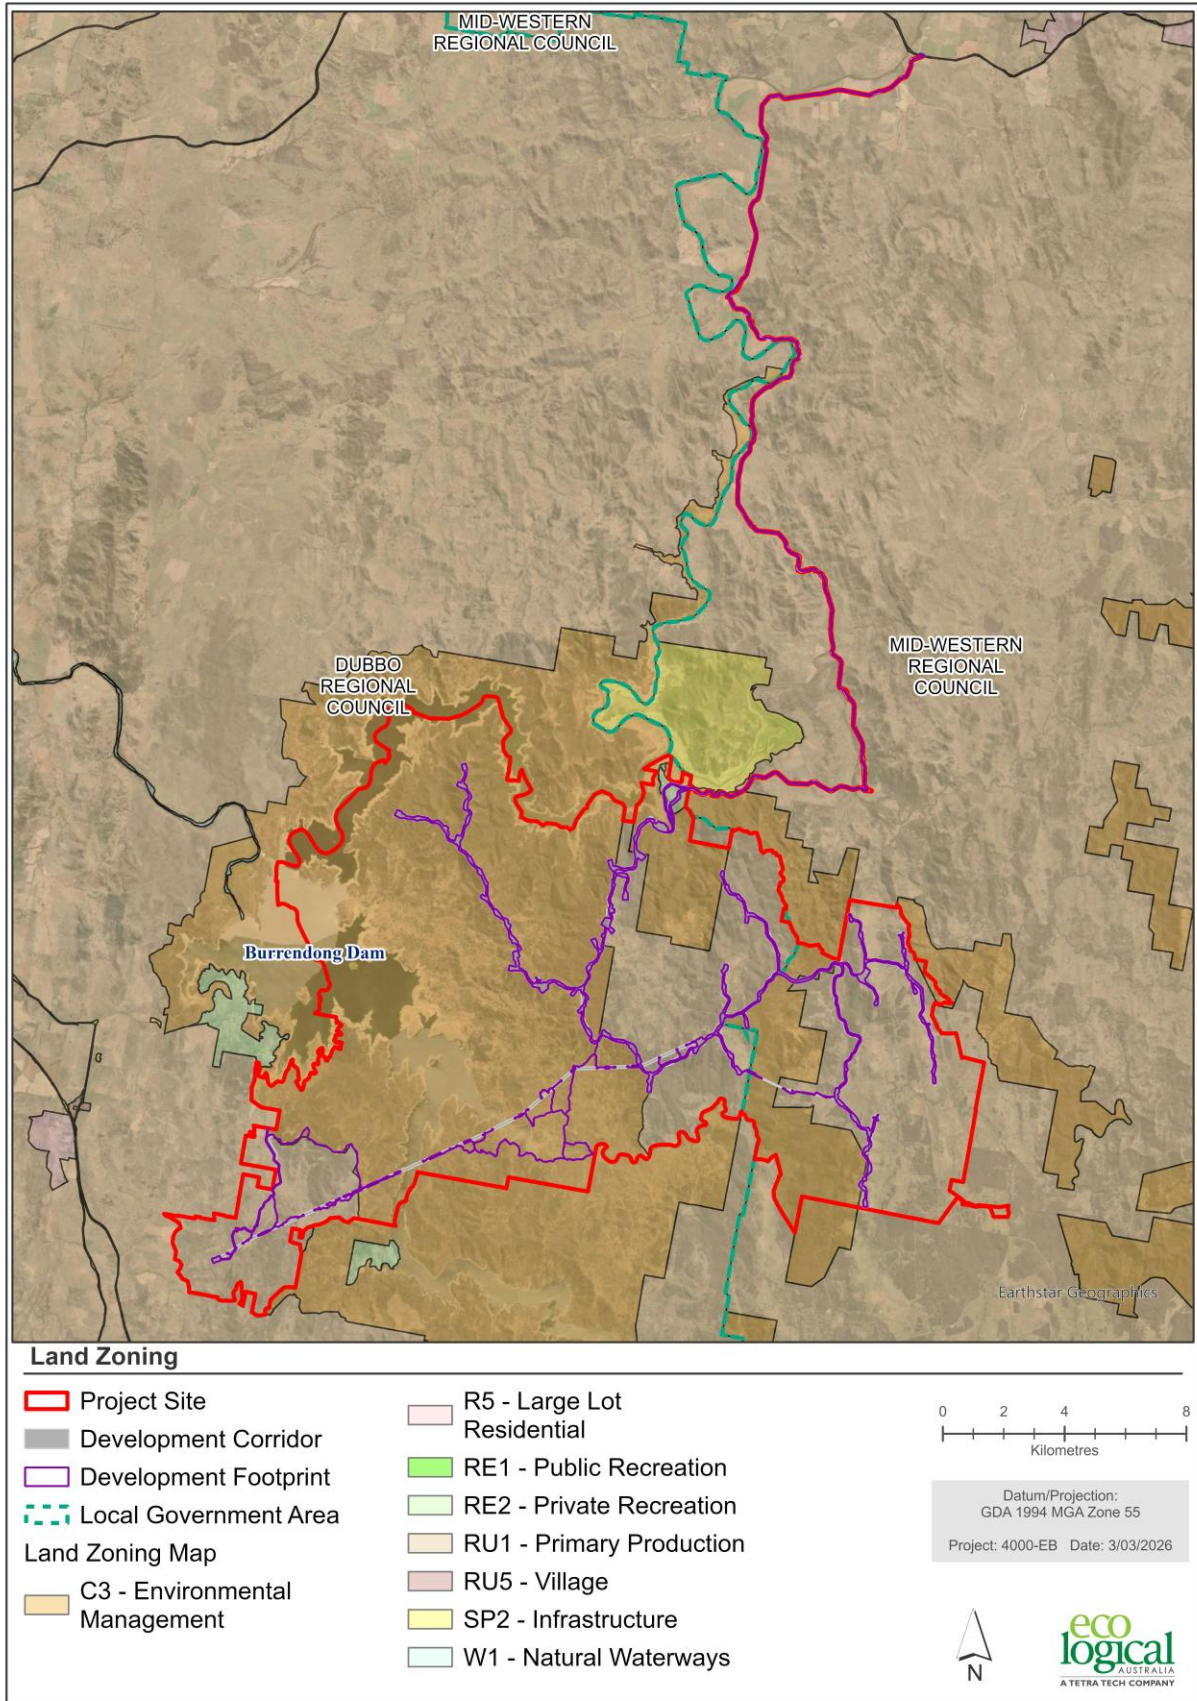 MID-WESTERN
REGIONAL COUNCIL
MID-WESTERN
REGIONAL
COUNCIL
DUBBO
REGIONAL
COUNCIL
Burrendong Dam
Earthstar Geographics
Land Zoning
Project Site
Development Corridor
Development Footprint
Local Government Area
Land Zoning Map
C3 - Environmental
Management
R5 - Large Lot
Residential
RE1 - Public Recreation
RE2 - Private Recreation
RU1 - Primary Production
RU5 - Village
SP2 - Infrastructure
W1 - Natural Waterways
0 2 4 8
Kilometres
Datum/Projection:
GDA 1994 MGA Zone 55
Project: 4000-EB Date: 3/03/2026
N
eco
logical
AUSTRALIA
A TETRA TECH COMPANY